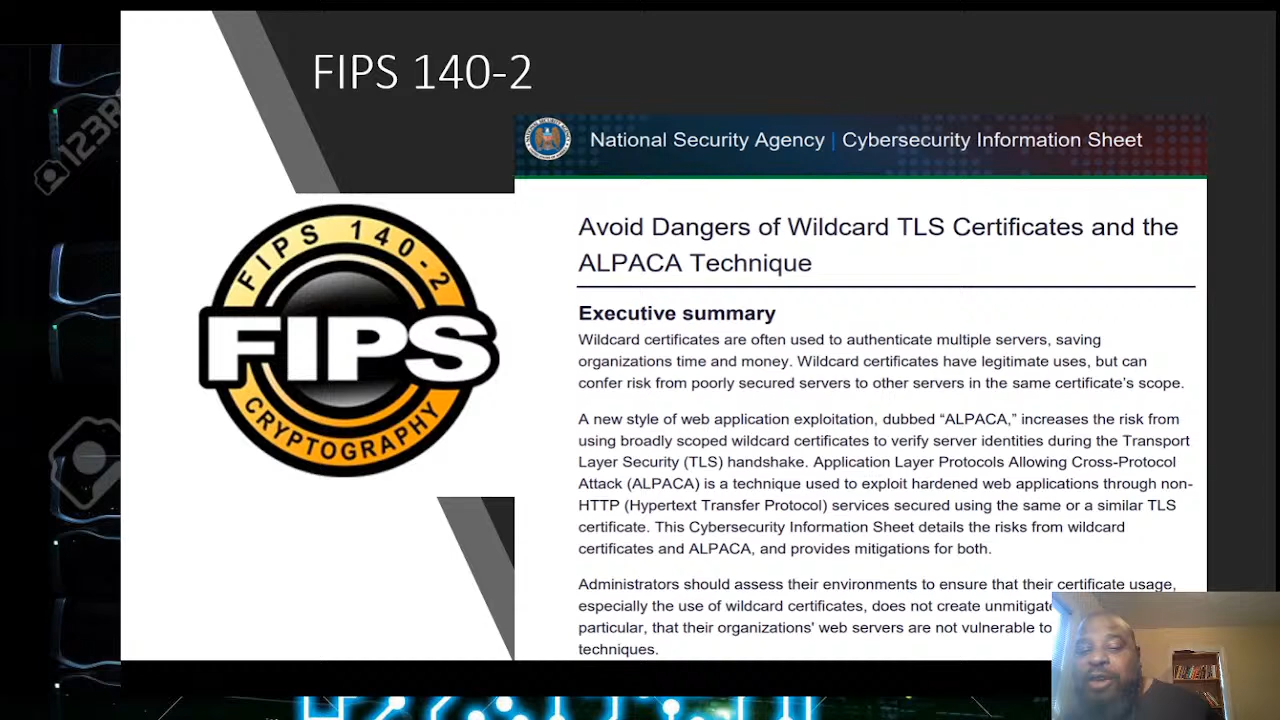 FIPS 140-2
National Security Agency | Cybersecurity Information Sheet
Avoid Dangers of Wildcard TLS Certificates and the
ALPACA Technique
Executive summary
Wildcard certificates are often used to authenticate multiple servers, saving
organizations time and money. Wildcard certificates have legitimate uses, but can
confer risk from poorly secured servers to other servers in the same certificate's scope.
A new style of web application exploitation, dubbed “ALPACA,” increases the risk from
using broadly scoped wildcard certificates to verify server identities during the Transport
Layer Security (TLS) handshake. Application Layer Protocols Allowing Cross-Protocol
Attack (ALPACA) is a technique used to exploit hardened web applications through non-
HTTP (Hypertext Transfer Protocol) services secured using the same or a similar TLS
certificate. This Cybersecurity Information Sheet details the risks from wildcard
certificates and ALPACA, and provides mitigations for both.
Administrators should assess their environments to ensure that their certificate usage,
especially the use of wildcard certificates, does not create
particular, that their organizations' web servers are not vulnerable to
techniques.
FIPS 140-2
FIPS
CRYPTOGRAPHY